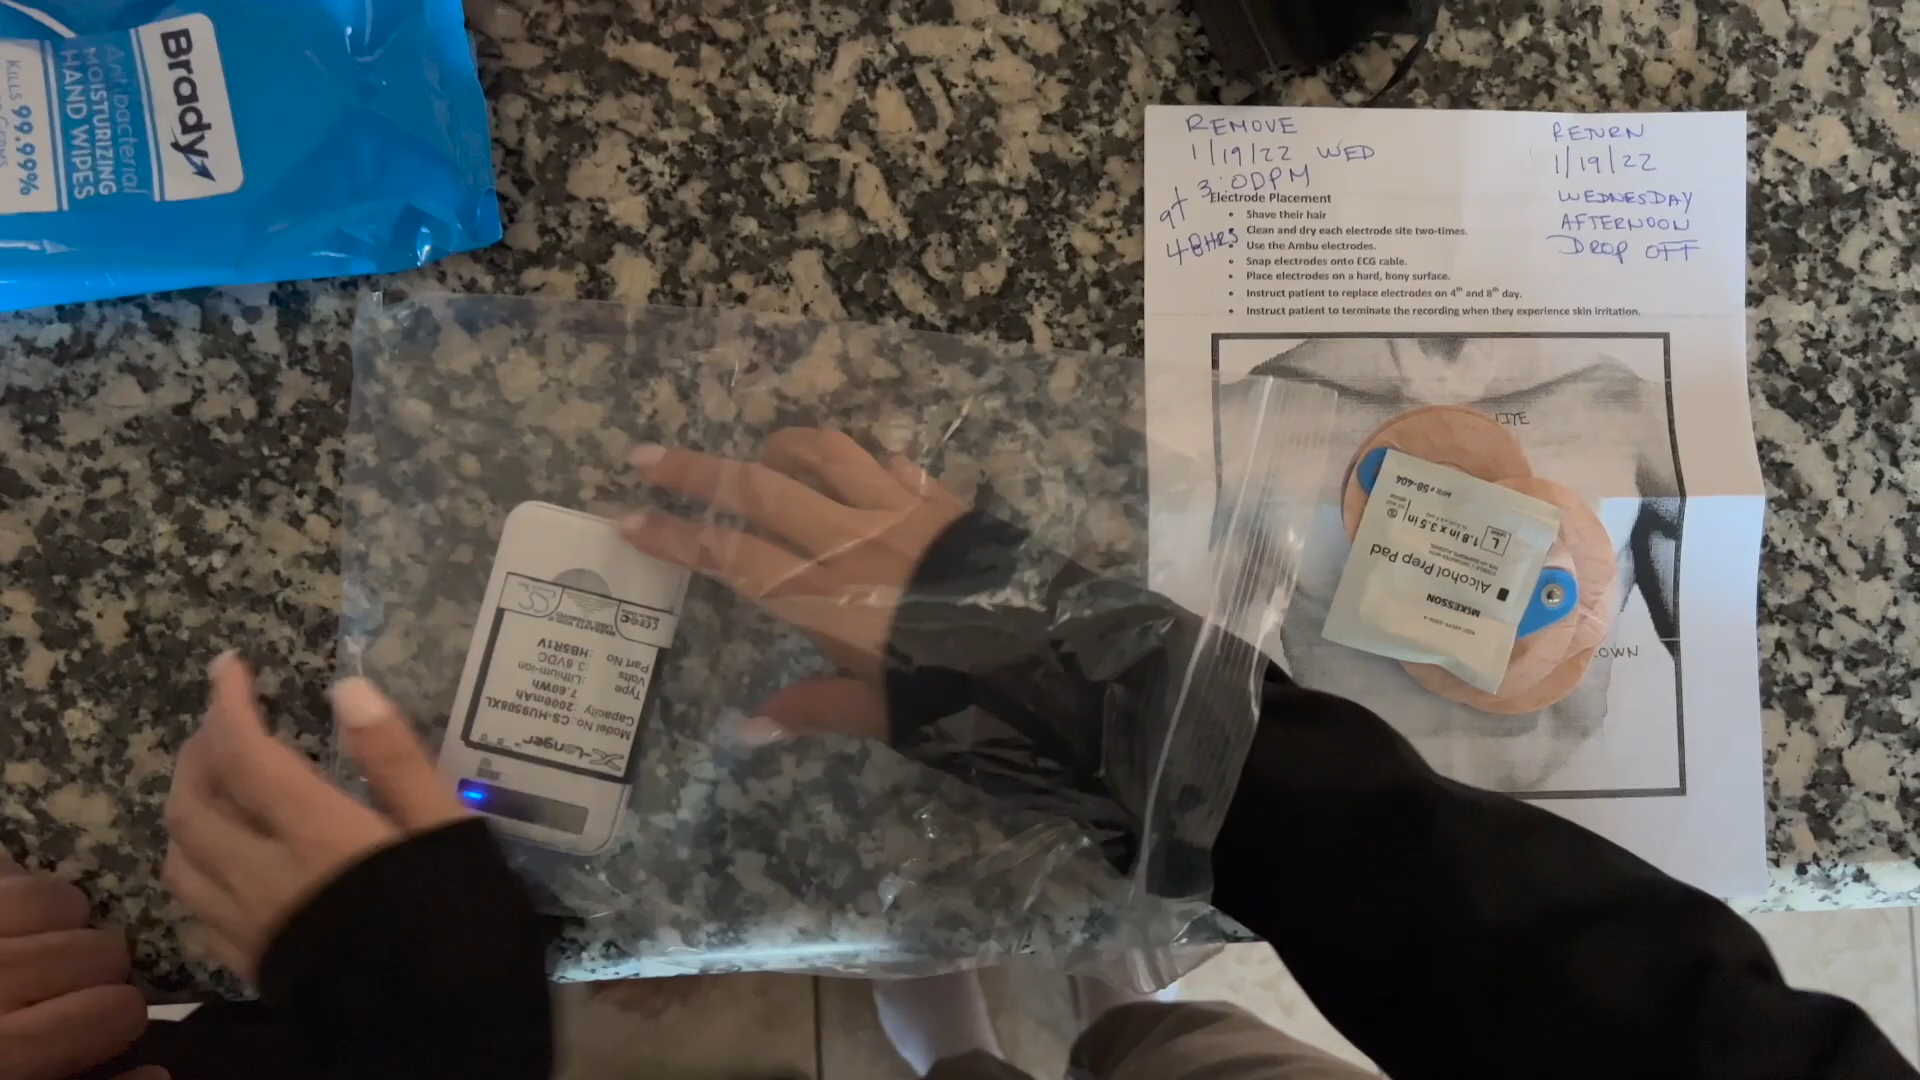 Brady
Antibacterial
MOISTURIZING
HAND WIPES
KILLS 99.99%
REMOVE
1/19/22 WED
3:00PM
at
48HRS
RETURN
1/19/22
WEDNESDAY
AFTERNOON
DROP OFF
Electrode Placement
• Shave their hair
• Clean and dry each electrode site two-times.
• Use the Ambu electrodes.
• Snap electrodes onto ECG cable.
• Place electrodes on a hard, bony surface.
• Instruct patient to replace electrodes on 4th and 8th day.
• Instruct patient to terminate the recording when they experience skin irritation.
OWN
McKESSON
Alcohol Prep Pad
L
1.8 in x 3.5 in
MFR # 58-404
X-Longer
Model No.: CS-HU9508XL
Capacity : 2000mAh
7.60Wh
Type : Lithium-ion
Volts : 3.8VDC
Part No : HB5R1V